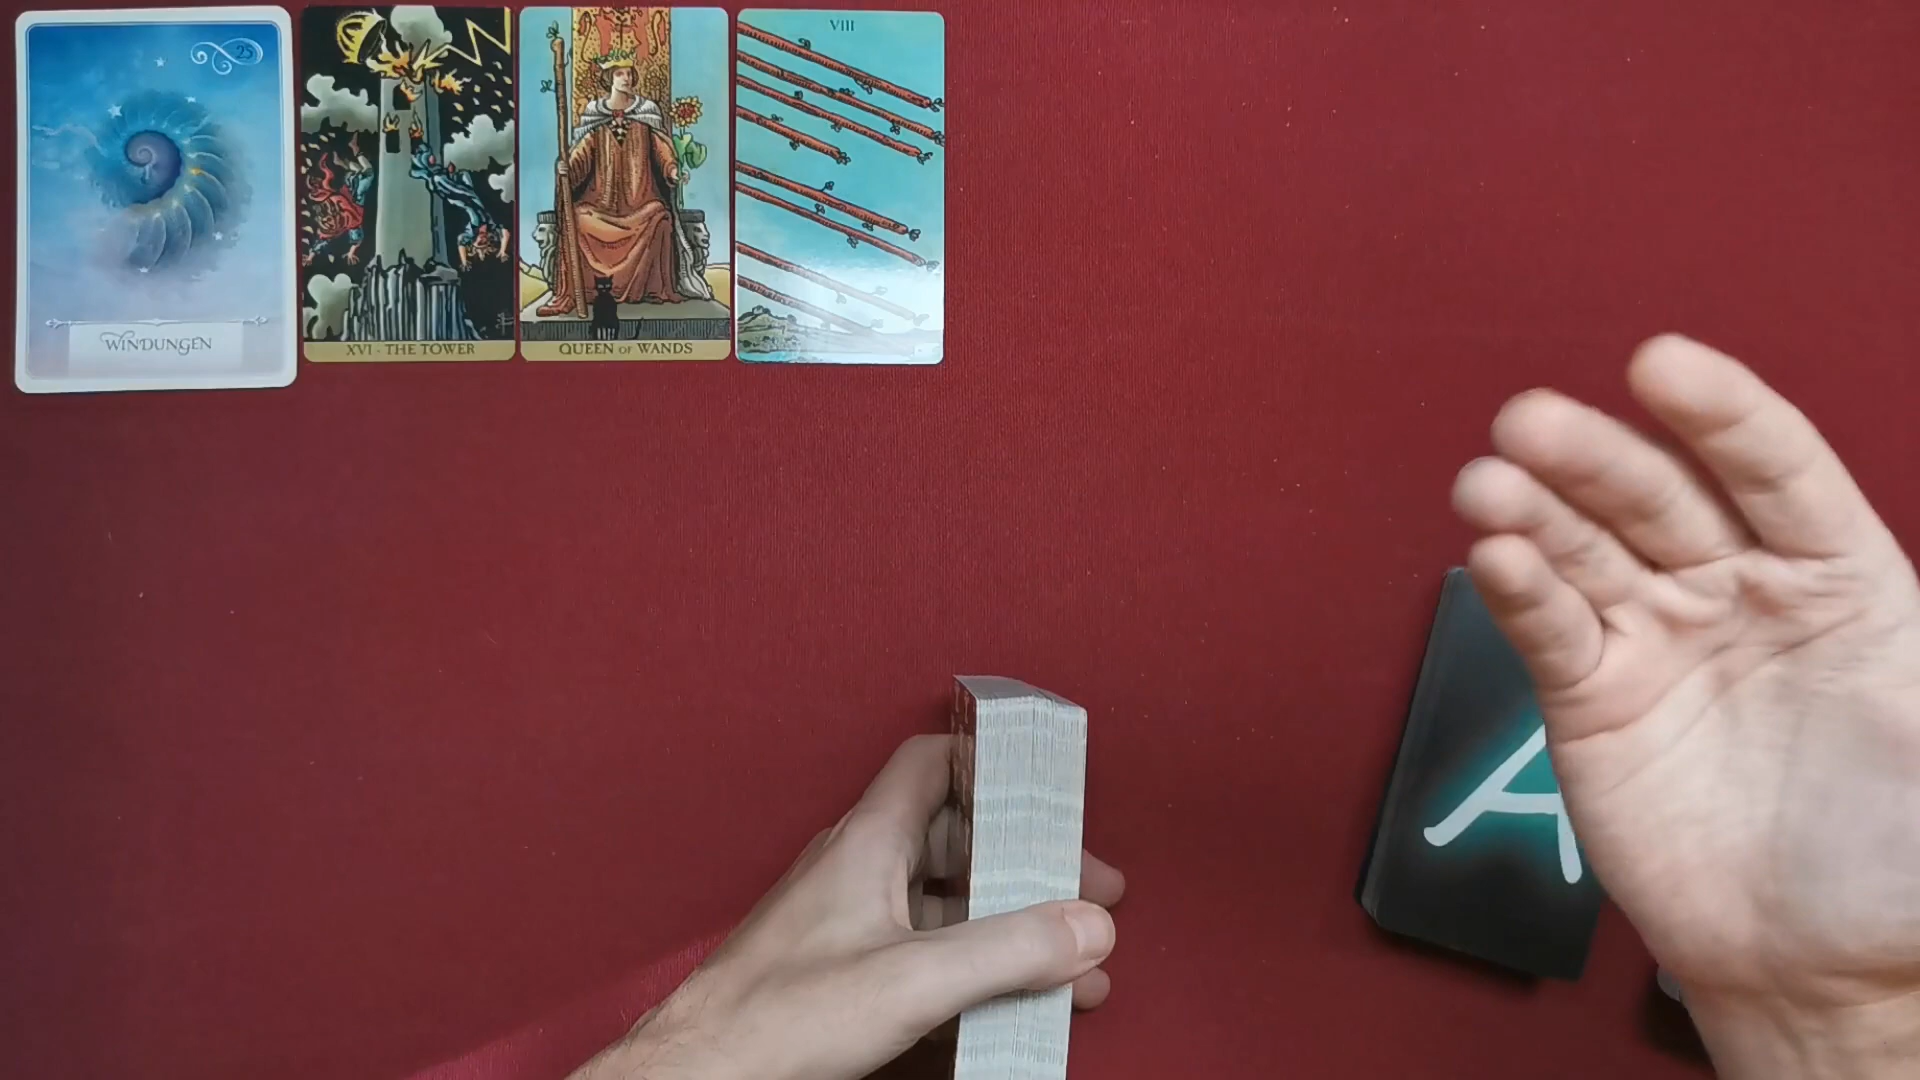 25
WINDUNGEN
XVI - THE TOWER
QUEEN OF WANDS
VIII
A